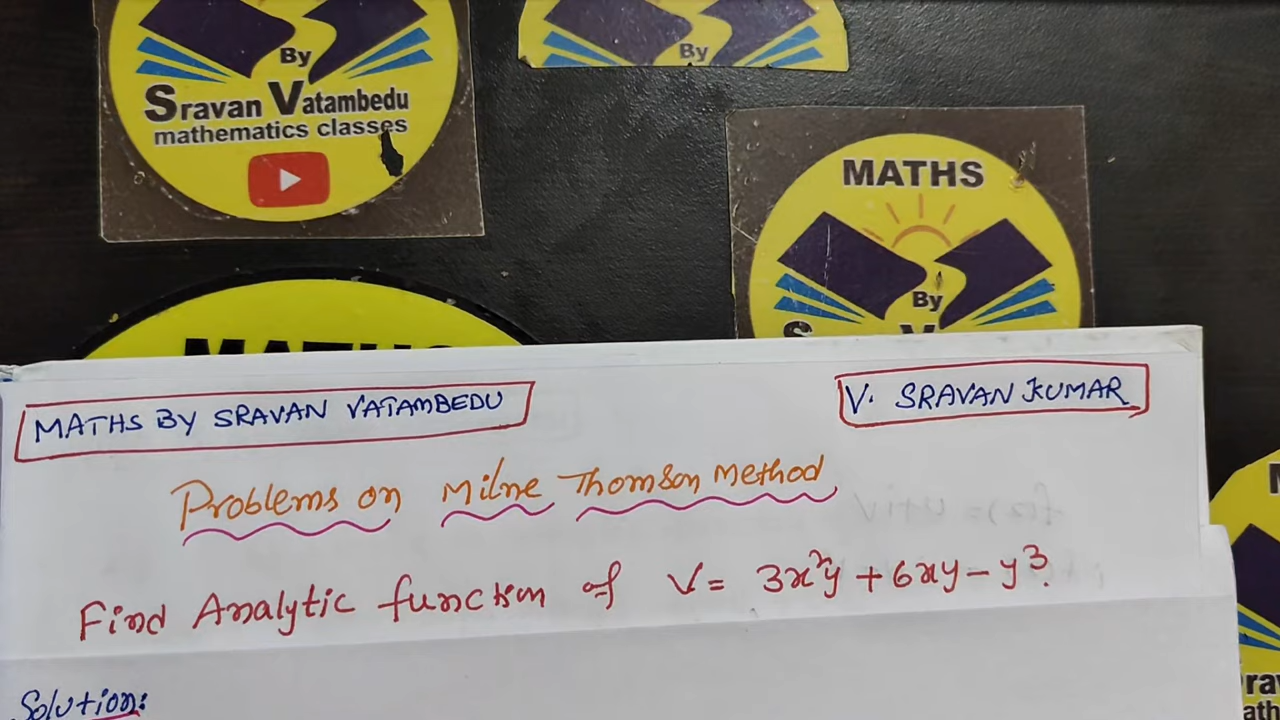 By
Sravan Vatambedu
mathematics classes
By
MATHS
By
MATHS BY SRAVAN VATAMBEDU
V. SRAVAN KUMAR
Problems on Milne Thomson Method
Find Analytic function of V = 3x²y + 6xy - y³.
Solution: